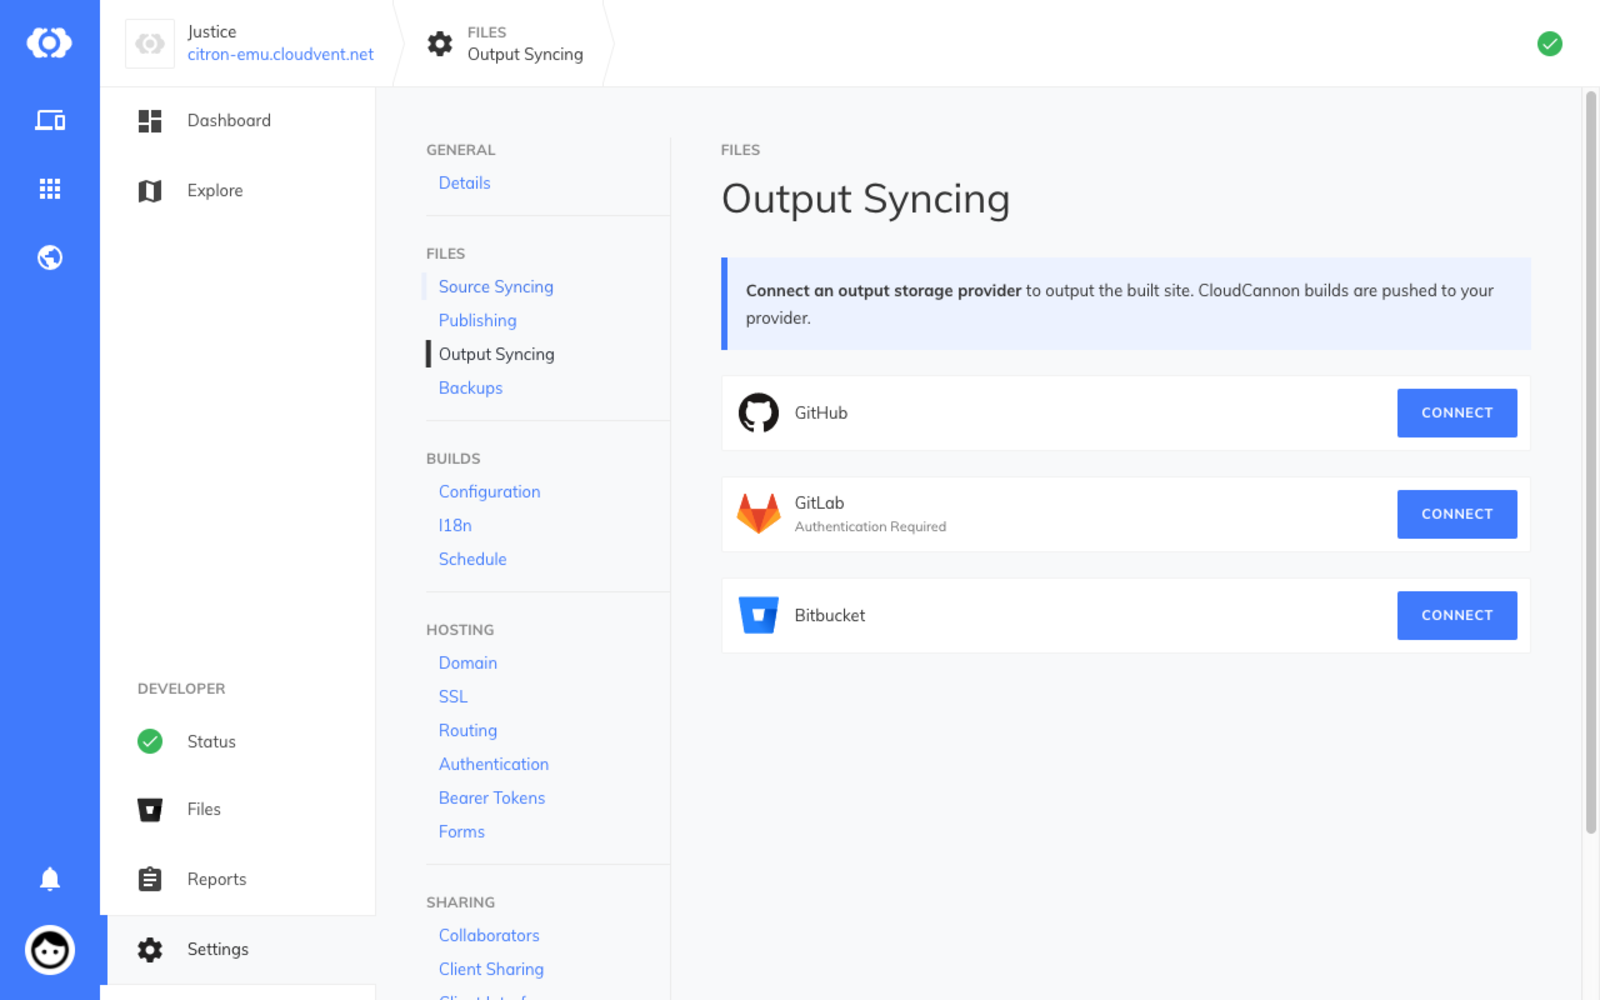 Justice
citron-emu.cloudvent.net
FILES
Output Syncing
Dashboard
Explore
DEVELOPER
Status
Files
Reports
Settings
GENERAL
Details
FILES
Source Syncing
Publishing
Output Syncing
Backups
BUILDS
Configuration
I18n
Schedule
HOSTING
Domain
SSL
Routing
Authentication
Bearer Tokens
Forms
SHARING
Collaborators
Client Sharing
FILES
Output Syncing
Connect an output storage provider to output the built site. CloudCannon builds are pushed to your
provider.
GitHub
CONNECT
GitLab
Authentication Required
CONNECT
Bitbucket
CONNECT